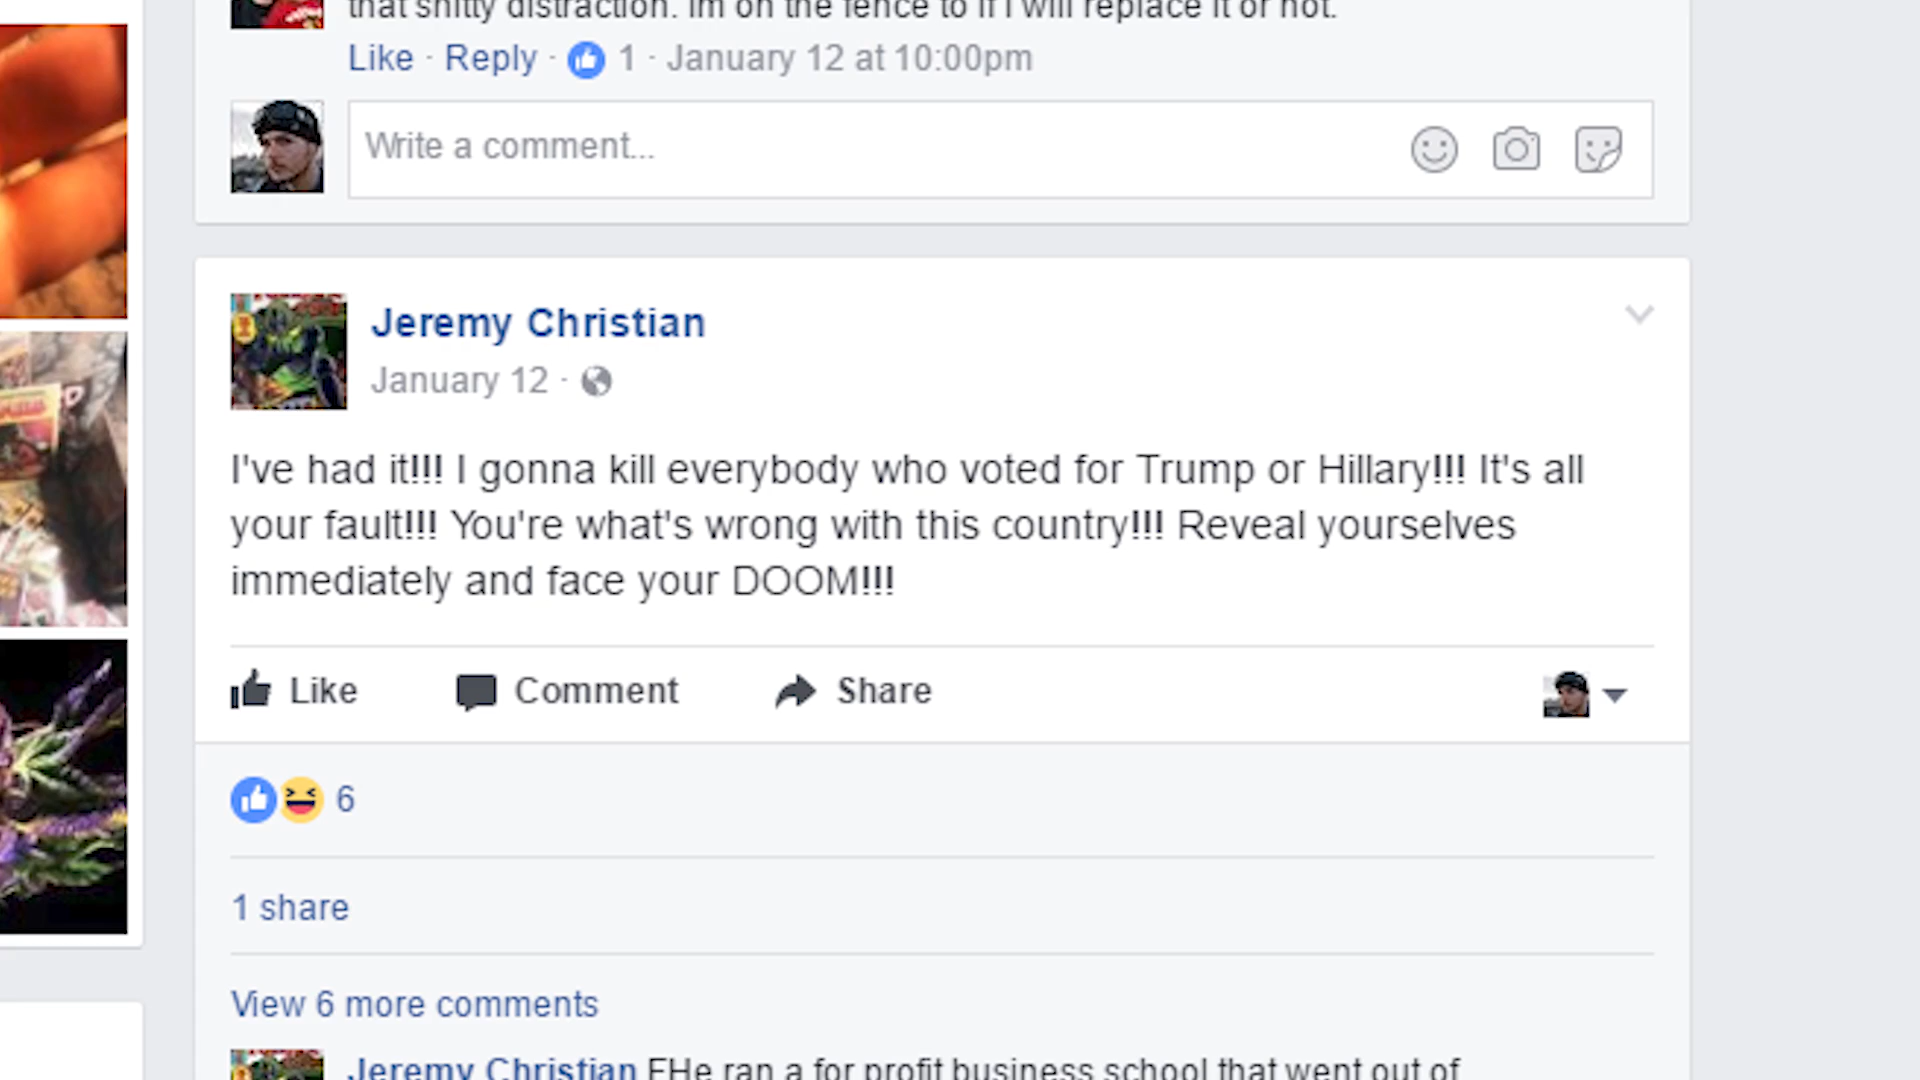 that shitty distraction. Im on the fence to if I will replace it or not.
Like · Reply · 1 · January 12 at 10:00pm
Write a comment...
Jeremy Christian
January 12 ·
I've had it!!! I gonna kill everybody who voted for Trump or Hillary!!! It's all
your fault!!! You're what's wrong with this country!!! Reveal yourselves
immediately and face your DOOM!!!
Like Comment Share
6
1 share
View 6 more comments
Jeremy Christian FHe ran a for profit business school that went out of